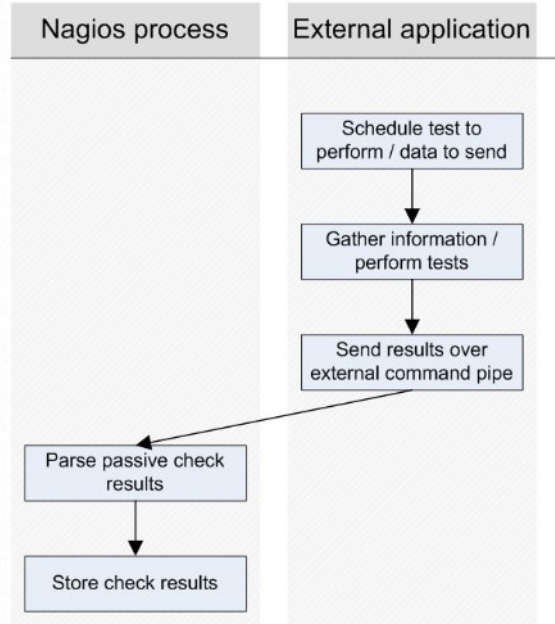 Nagios process
External application
Schedule test to
perform / data to send
Gather information /
perform tests
Send results over
external command pipe
Parse passive check
results
Store check results